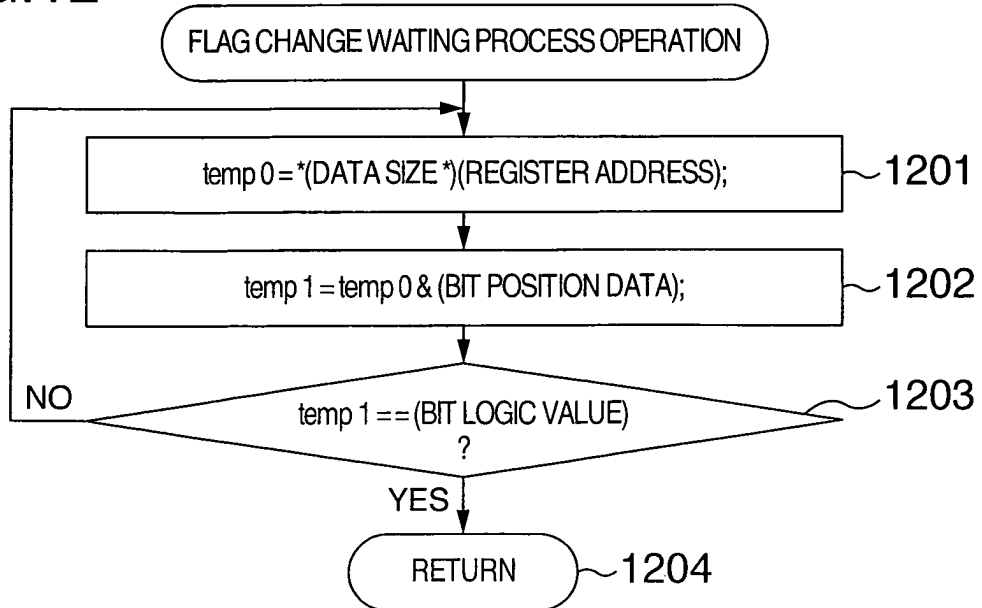 FLAG CHANGE WAITING PROCESS OPERATION
temp 0 = *(DATA SIZE *)(REGISTER ADDRESS);
1201
temp 1 = temp 0 & (BIT POSITION DATA);
1202
NO
temp 1 == (BIT LOGIC VALUE)
?
1203
YES
RETURN
1204